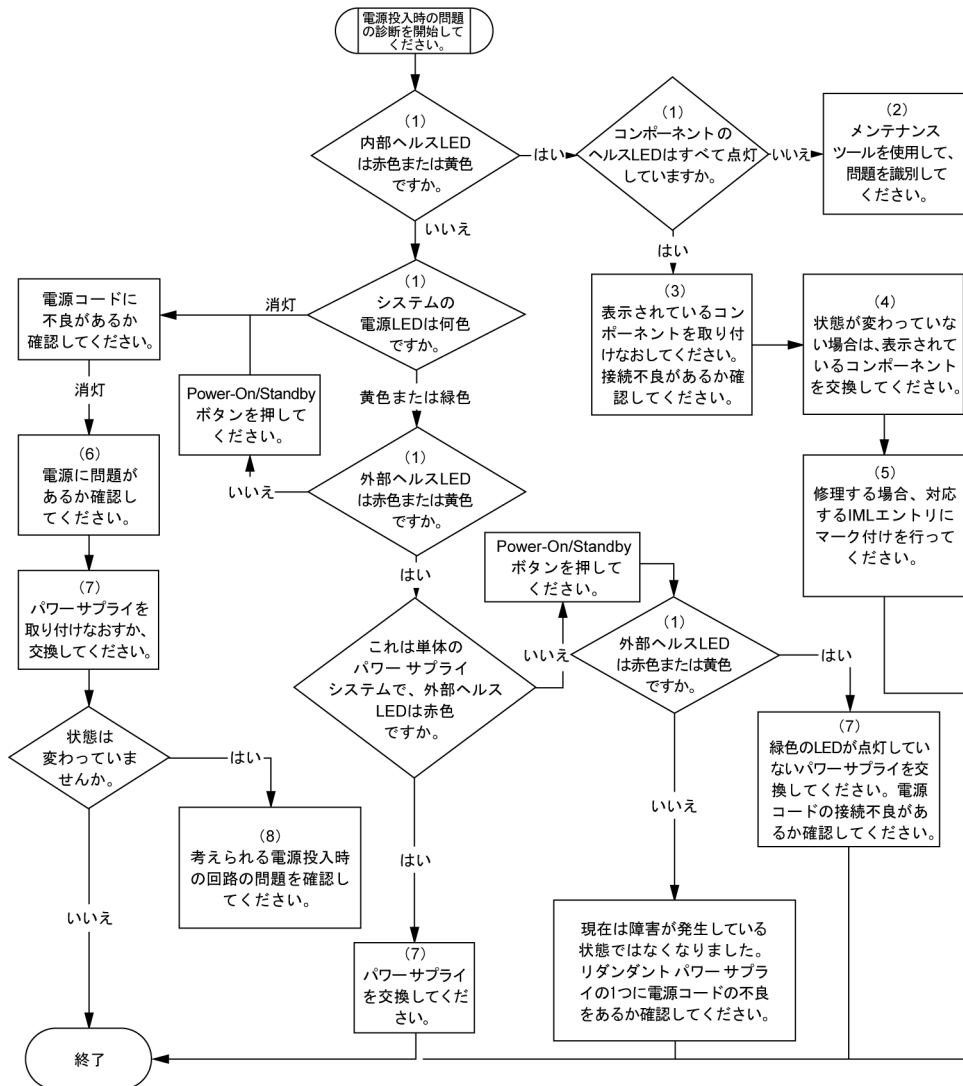 電源投入時の問題
の診断を開始して
ください。
（1）
内部ヘルスLED
は赤色または黄色
ですか。
はい
（1）
コンポーネントの
ヘルスLEDはすべて点灯
していますか。
いいえ
（2）
メンテナンス
ツールを使用して、
問題を識別して
ください。
いいえ
はい
（1）
システムの
電源LEDは何色
ですか。
消灯
電源コードに
不良があるか
確認してください。
（3）
表示されているコン
ポーネントを取り付
けなおしてください。
接続不良があるか確
認してください。
（4）
状態が変わっていな
い場合は、表示されて
いるコンポーネント
を交換してください。
消灯
Power-On/Standby
ボタンを押して
ください。
黄色または緑色
（6）
電源に問題が
あるか確認し
てください。
いいえ
（1）
外部ヘルスLED
は赤色または黄色
ですか。
（5）
修理する場合、対応
するIMLエントリに
マーク付けを行って
ください。
はい
Power-On/Standby
ボタンを押して
ください。
（7）
パワー サプライを
取り付けなおすか、
交換してください。
これは単体の
パワー サプライ
システムで、外部ヘルス
LEDは赤色
ですか。
いいえ
（1）
外部ヘルスLED
は赤色または黄色
ですか。
はい
状態は
変わっていま
せんか。
はい
（7）
緑色のLEDが点灯してい
ないパワー サプライを交
換してください。電源
コードの接続不良があ
るか確認してください。
いいえ
（8）
考えられる電源投入時
の回路の問題を確認し
てください。
はい
いいえ
（7）
パワー サプライ
を交換してくだ
さい。
現在は障害が発生している
状態ではなくなりました。
リダンダント パワー サプラ
イの1つに電源コードの不良
をあるか確認してください。
終了